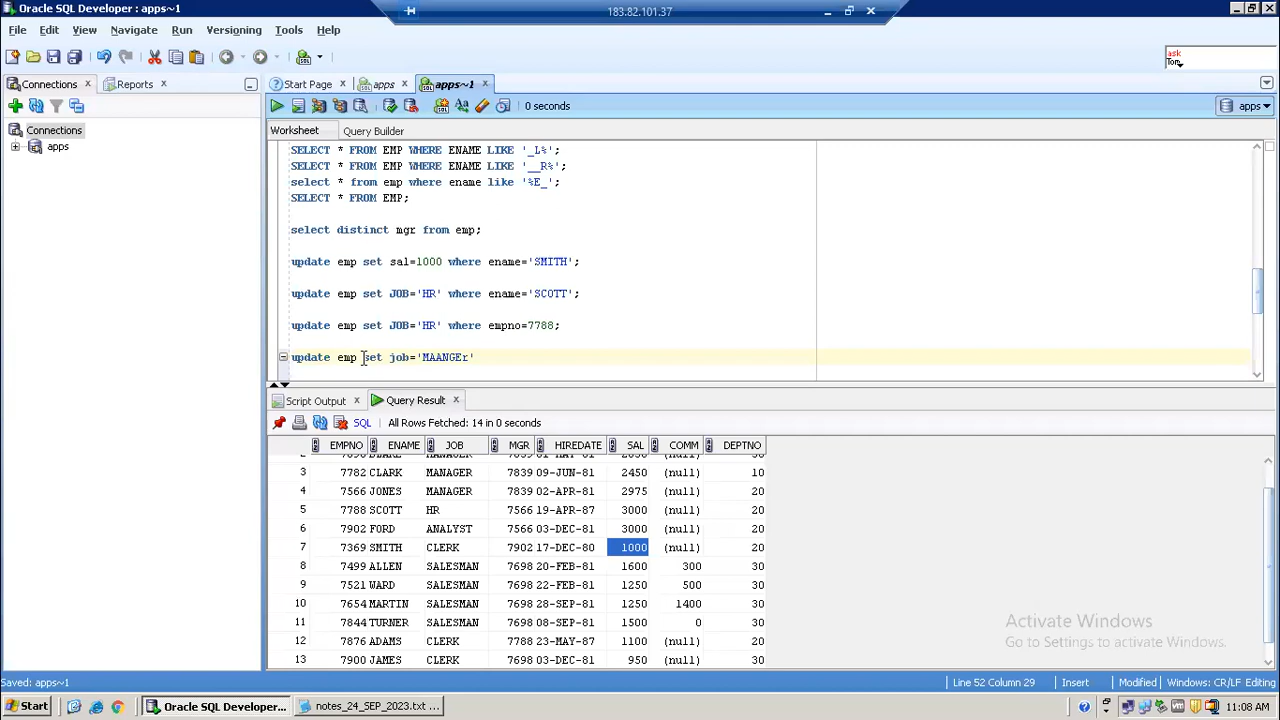 Oracle SQL Developer : apps~1
183.82.101.37
File Edit View Navigate Run Versioning Tools Help
ask
Tom
Connections Reports
Start Page apps apps~1
0 seconds
apps
Worksheet Query Builder
Connections
apps
SELECT * FROM EMP WHERE ENAME LIKE '_L%';
SELECT * FROM EMP WHERE ENAME LIKE '__R%';
select * from emp where ename like '%E_';
SELECT * FROM EMP;
select distinct mgr from emp;
update emp set sal=1000 where ename='SMITH';
update emp set JOB='HR' where ename='SCOTT';
update emp set JOB='HR' where empno=7788;
update emp set job='MAANGEr'
Script Output Query Result
SQL All Rows Fetched: 14 in 0 seconds
EMPNO ENAME JOB MGR HIREDATE SAL COMM DEPTNO
3 7782 CLARK MANAGER 7839 09-JUN-81 2450 (null) 10
4 7566 JONES MANAGER 7839 02-APR-81 2975 (null) 20
5 7788 SCOTT HR 7566 19-APR-87 3000 (null) 20
6 7902 FORD ANALYST 7566 03-DEC-81 3000 (null) 20
7 7369 SMITH CLERK 7902 17-DEC-80 1000 (null) 20
8 7499 ALLEN SALESMAN 7698 20-FEB-81 1600 300 30
9 7521 WARD SALESMAN 7698 22-FEB-81 1250 500 30
10 7654 MARTIN SALESMAN 7698 28-SEP-81 1250 1400 30
11 7844 TURNER SALESMAN 7698 08-SEP-81 1500 0 30
12 7876 ADAMS CLERK 7788 23-MAY-87 1100 (null) 20
13 7900 JAMES CLERK 7698 03-DEC-81 950 (null) 30
Activate Windows
Go to Settings to activate Windows.
Saved: apps~1
Line 52 Column 29 Insert Modified Windows: CR/LF Editing
Start Oracle SQL Developer... notes_24_SEP_2023.txt ... 11:08 AM